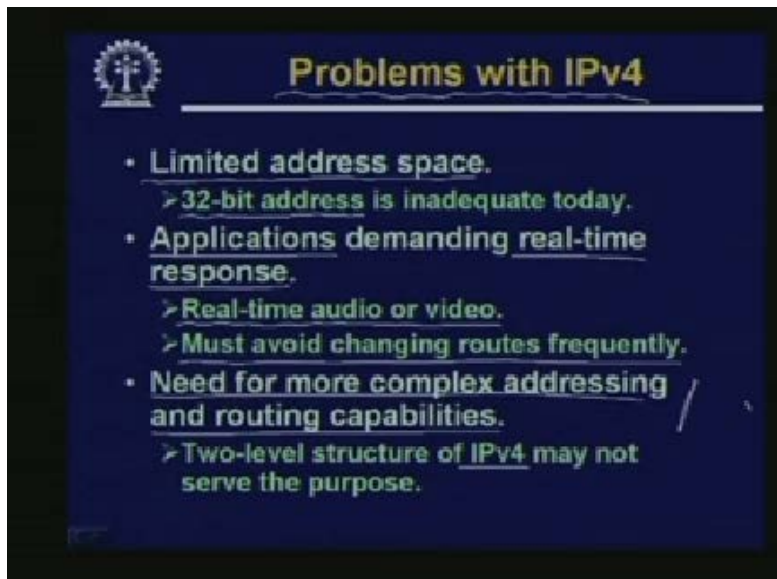 Problems with IPv4
• Limited address space.
➢32-bit address is inadequate today.
• Applications demanding real-time
response.
➢Real-time audio or video.
➢Must avoid changing routes frequently.
• Need for more complex addressing
and routing capabilities.
➢Two-level structure of IPv4 may not
serve the purpose.